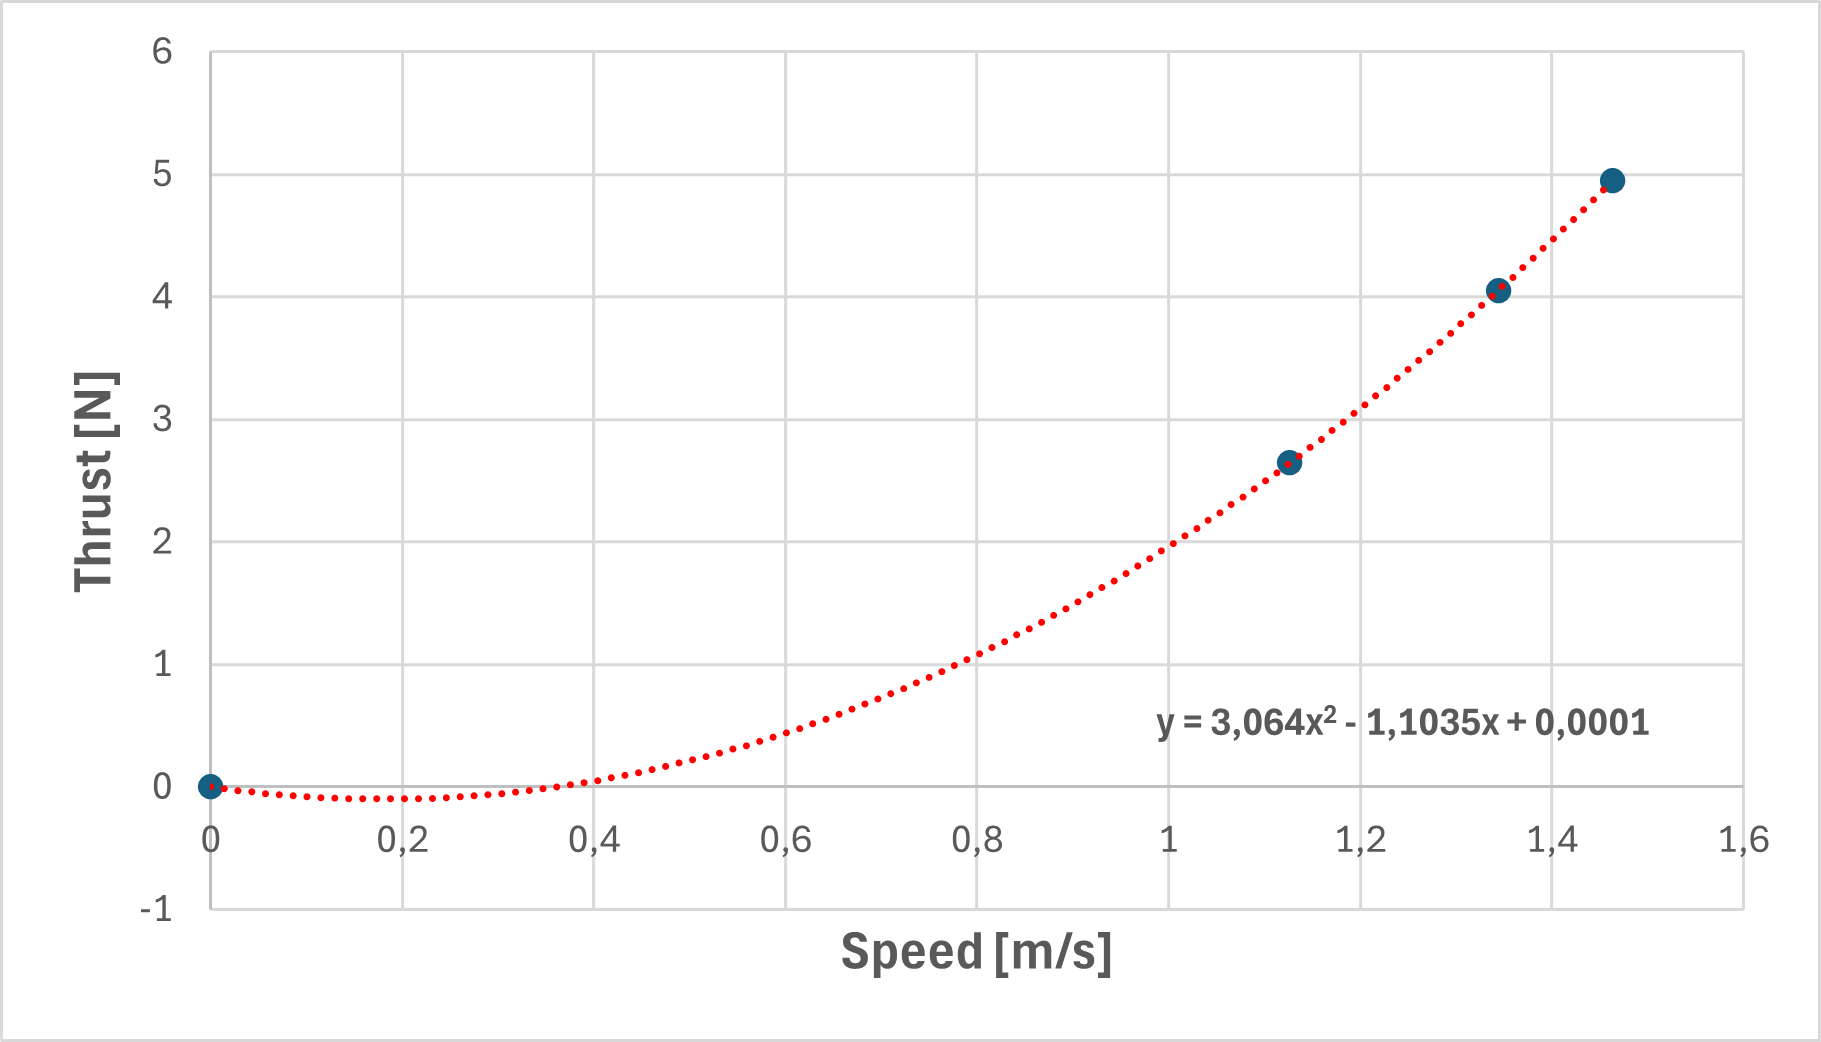 6
5
4
3
2
1
0
-1
0 0,2 0,4 0,6 0,8 1 1,2 1,4 1,6
Thrust [N]
Speed [m/s]
y = 3,064x² - 1,1035x + 0,0001